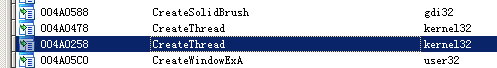 004A0588 CreateSolidBrush gdi32
004A0478 CreateThread kernel32
004A0258 CreateThread kernel32
004A05C0 CreateWindowExA user32